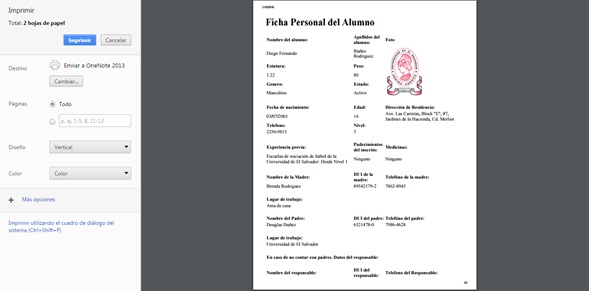 Imprimir
Total: 2 hojas de papel
Imprimir Cancelar
Destino Enviar a OneNote 2013
Cambiar...
Páginas Todo
p. ej. 1-5, 8, 11-13
Diseño Vertical
Color Color
+ Más opciones
Imprimir utilizando el cuadro de diálogo del
sistema (Ctrl+Shift+P)
Ficha Personal del Alumno
Nombre del alumno: Apellidos del alumno: Foto
Diego Fernando Ibañez Rodriguez
Estatura: Peso:
1.22 80
Genero: Estado:
Masculino Activo
Fecha de nacimiento: Edad: Dirección de Residencia:
03/07/2001 14 Ave. Las Carretas, Block "E", #7,
Jardines de la Hacienda, Cd. Merliot
Telefono: Nivel:
2256-9815 5
Experiencia previa: Padecimientos del inscrito: Medicinas:
Escuelas de iniciacion de futbol de la
Universidad de El Salvador: Desde Nivel 1 Ninguno Ninguno
Nombre de la Madre: DUI de la madre: Teléfino de la madre:
Brenda Rodriguez 89542179-2 7662-8945
Lugar de trabajo:
Ama de casa
Nombre del Padre: DUI del padre: Teléfino del padre:
Douglas Ibañez 6321478-0 7986-4628
Lugar de trabajo:
Universidad de El Salvador
En caso de no contar con padres. Datos del responsable:
Nombre del responsable: DUI del responsable: Telefono del Responsable: